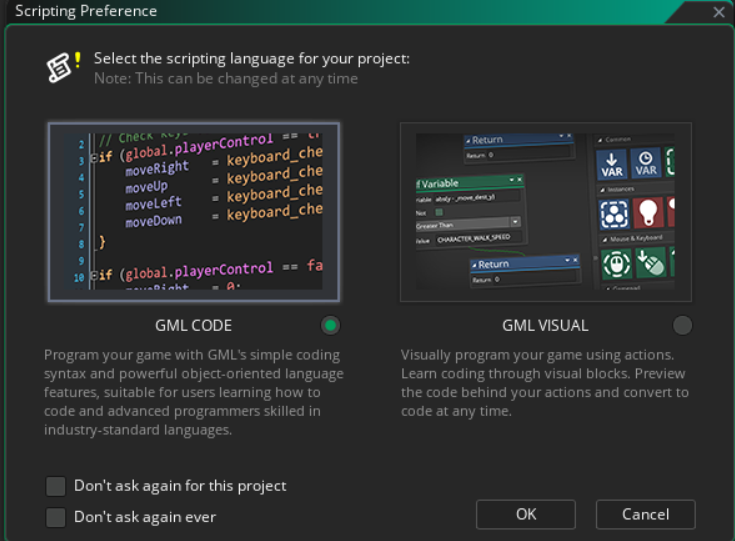 Scripting Preference
Select the scripting language for your project:
Note: This can be changed at any time
2 // Check
3 if (global.playerControl ==
4 moveRight = keyboard_che
5 moveUp = keyboard_che
6 moveLeft = keyboard_che
7 moveDown = keyboard_che
8 }
9
10 if (global.playerControl == fa
moveRight = 0;
Return
Return 0
f Variable
riable abs(y - _move_dest_y)
Not
Greater Than
Value CHARACTER_WALK_SPEED
Return
Return 0
Common
VAR
VAR
Instances
Mouse & Keyboard
GML CODE
GML VISUAL
Program your game with GML's simple coding
syntax and powerful object-oriented language
features, suitable for users learning how to
code and advanced programmers skilled in
industry-standard languages.
Visually program your game using actions.
Learn coding through visual blocks. Preview
the code behind your actions and convert to
code at any time.
Don't ask again for this project
Don't ask again ever
OK
Cancel